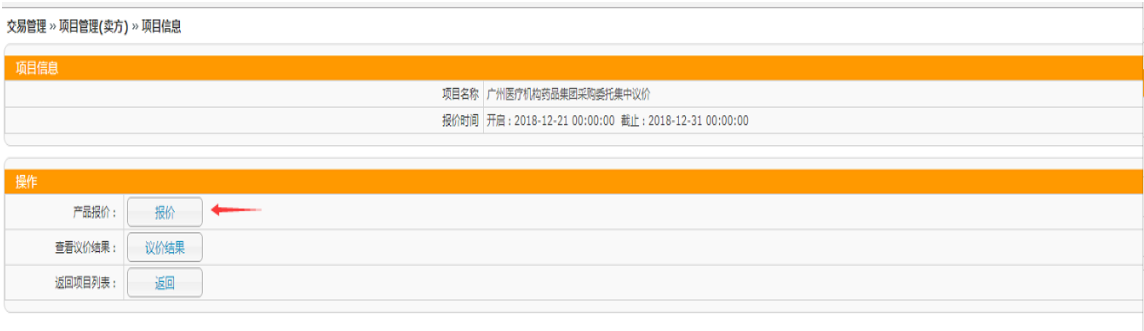 交易管理 » 项目管理(卖方) » 项目信息
项目信息
项目名称 广州医疗机构药品集团采购委托集中议价
报价时间 开启：2018-12-21 00:00:00 截止：2018-12-31 00:00:00
操作
产品报价： 报价
查看议价结果： 议价结果
返回项目列表： 返回